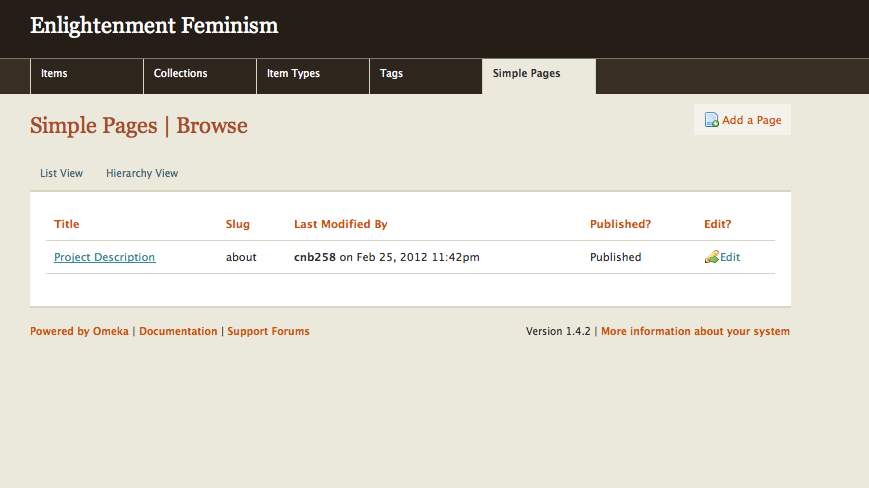 Enlightenment Feminism
Items Collections Item Types Tags Simple Pages
Simple Pages | Browse
Add a Page
List View Hierarchy View
Title Slug Last Modified By Published? Edit?
Project Description about cnb258 on Feb 25, 2012 11:42pm Published Edit
Powered by Omeka | Documentation | Support Forums Version 1.4.2 | More information about your system